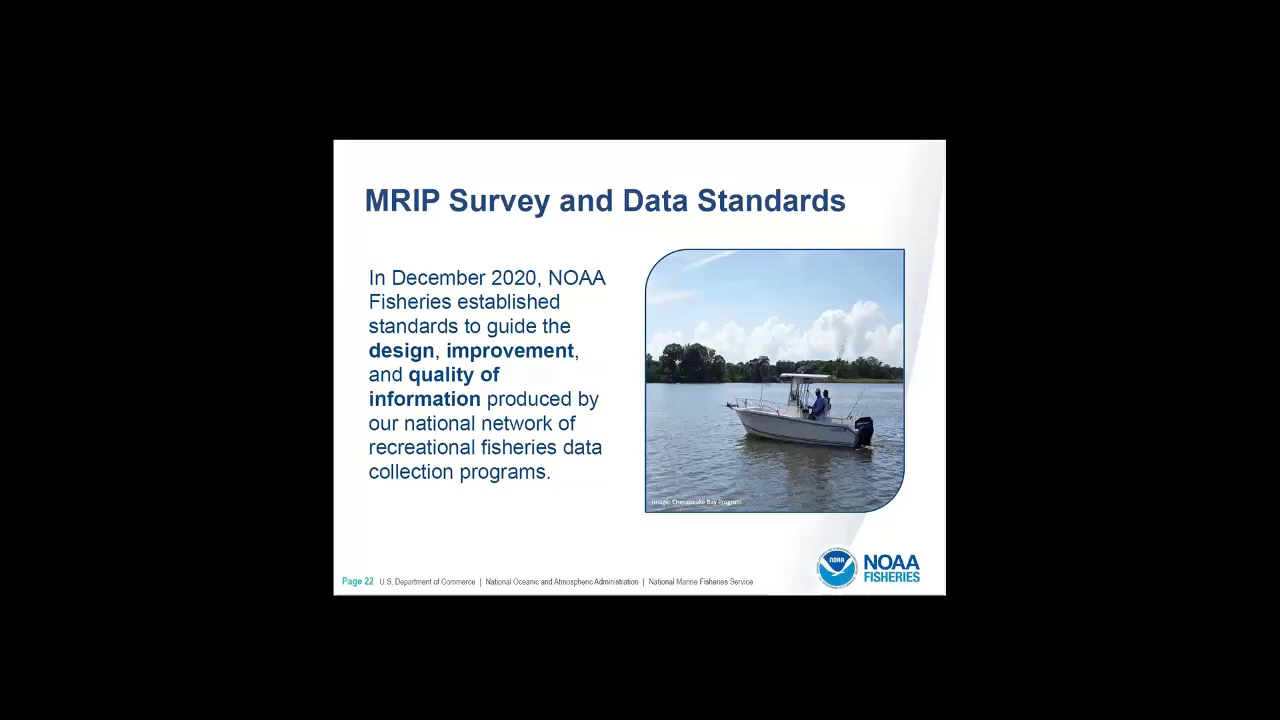 MRIP Survey and Data Standards
In December 2020, NOAA
Fisheries established
standards to guide the
design, improvement,
and quality of
information produced by
our national network of
recreational fisheries data
collection programs.
Image: Chesapeake Bay Program
NOAA
NOAA
FISHERIES
Page 22 U.S. Department of Commerce | National Oceanic and Atmospheric Administration | National Marine Fisheries Service